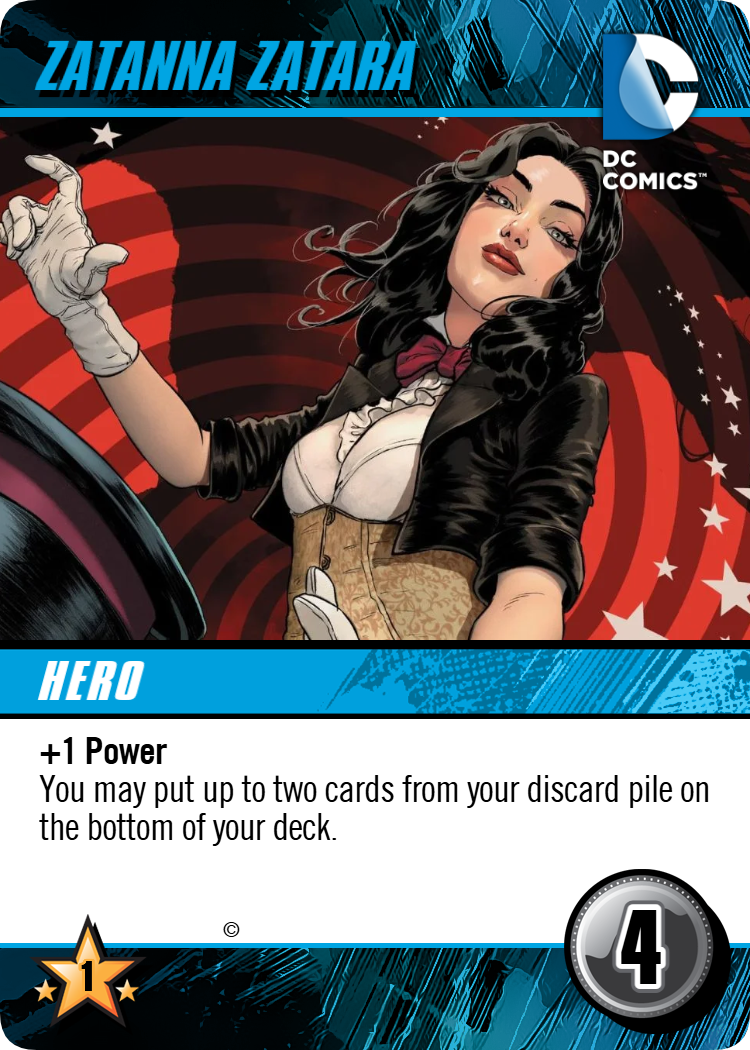 ZATANNA ZATARA
DC
COMICS™
HERO
+1 Power
You may put up to two cards from your discard pile on
the bottom of your deck.
©
1
4